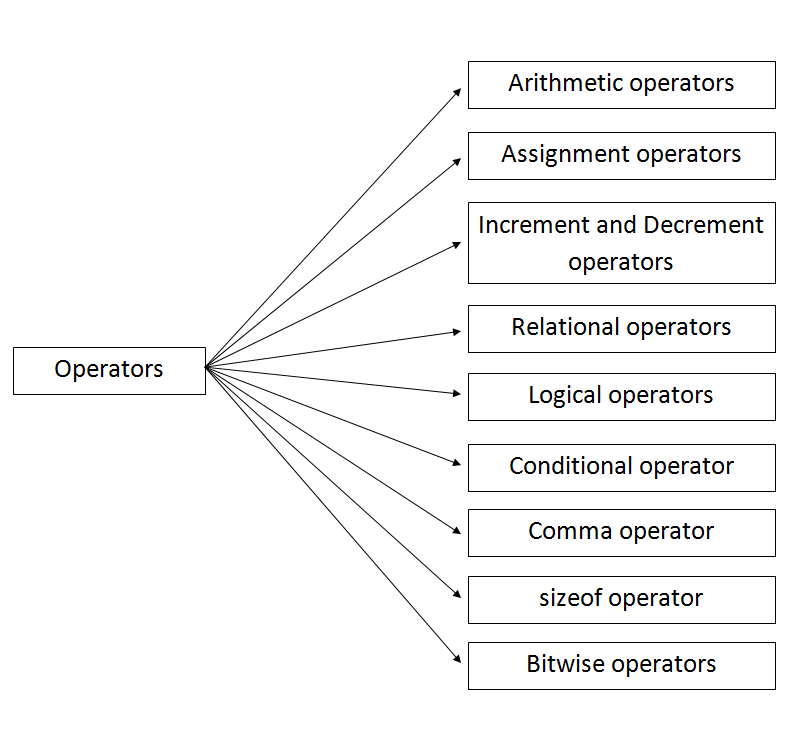 Arithmetic operators
Assignment operators
Increment and Decrement
operators
Relational operators
Operators
Logical operators
Conditional operator
Comma operator
sizeof operator
Bitwise operators